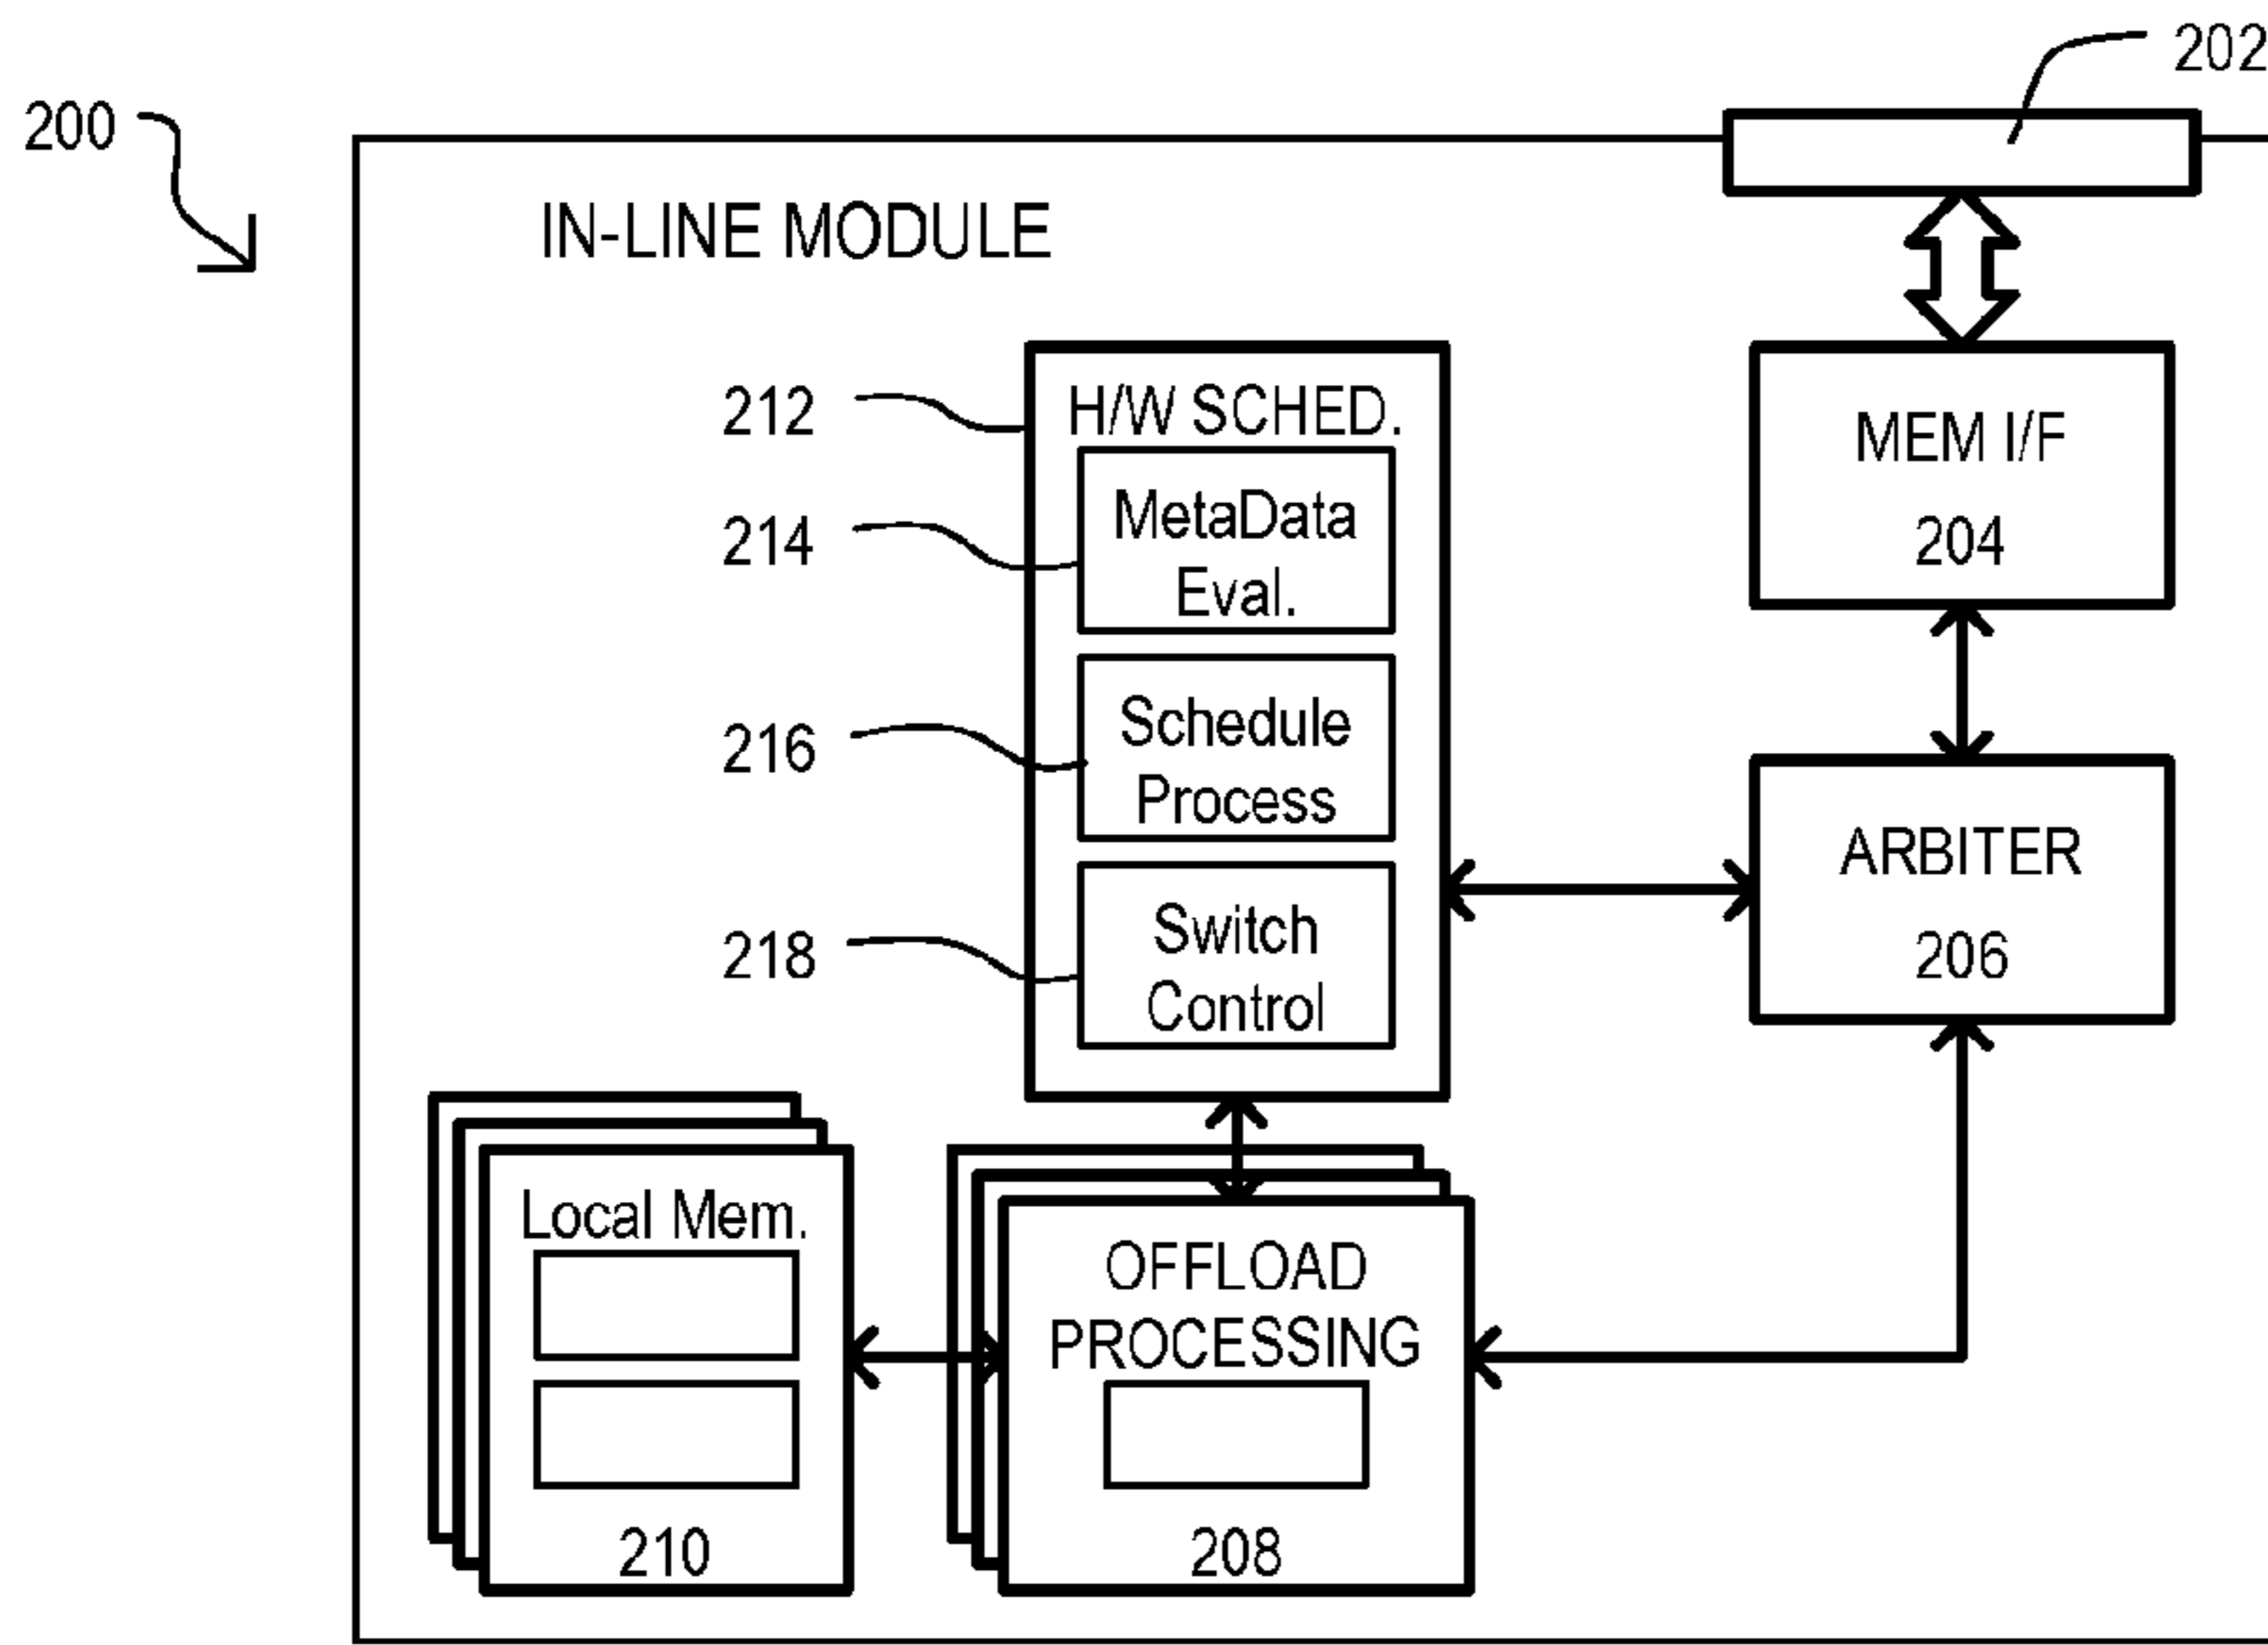 202
200
IN-LINE MODULE
212
H/W SCHED.
214
MetaData
Eval.
216
Schedule
Process
218
Switch
Control
MEM I/F
204
ARBITER
206
Local Mem.
210
OFFLOAD
PROCESSING
208